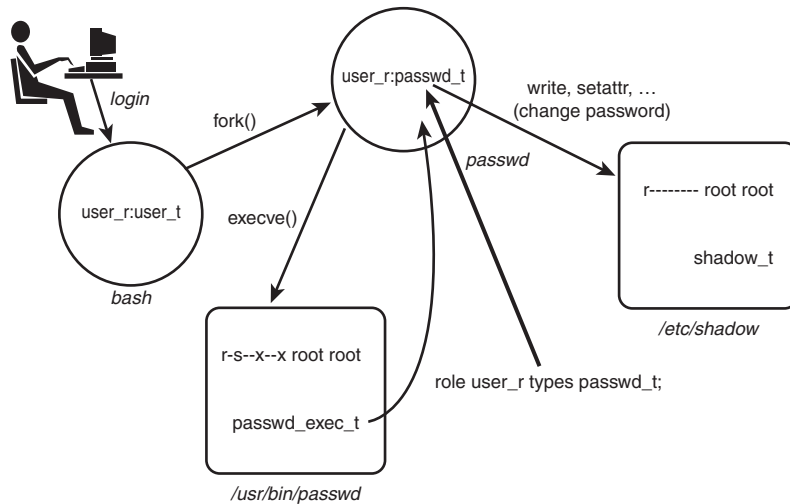 login
fork()
user_r:passwd_t
write, setattr, …
(change password)
passwd
r-------- root root
shadow_t
/etc/shadow
user_r:user_t
bash
execve()
r-s--x--x root root
passwd_exec_t
/usr/bin/passwd
role user_r types passwd_t;